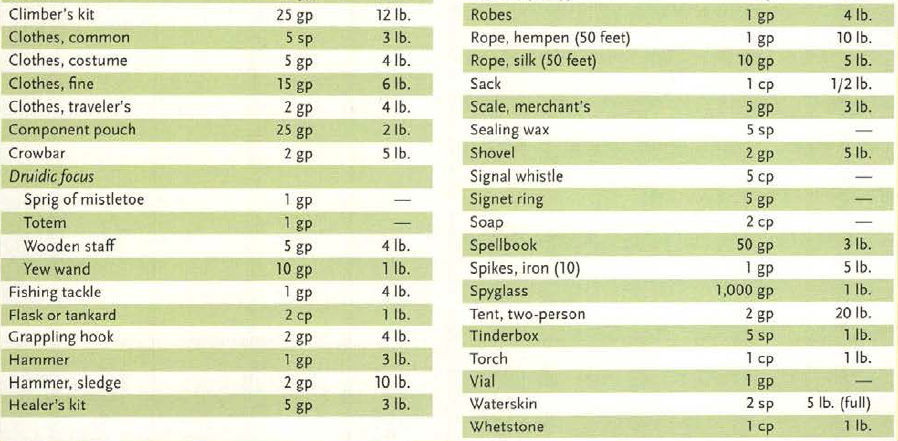 Climber's kit 25 gp 12 lb.
Clothes, common 5 sp 3 lb.
Clothes, costume 5 gp 4 lb.
Clothes, fine 15 gp 6 lb.
Clothes, traveler's 2 gp 4 lb.
Component pouch 25 gp 2 lb.
Crowbar 2 gp 5 lb.
Druidic focus
Sprig of mistletoe 1 gp —
Totem 1 gp —
Wooden staff 5 gp 4 lb.
Yew wand 10 gp 1 lb.
Fishing tackle 1 gp 4 lb.
Flask or tankard 2 cp 1 lb.
Grappling hook 2 gp 4 lb.
Hammer 1 gp 3 lb.
Hammer, sledge 2 gp 10 lb.
Healer's kit 5 gp 3 lb.
Robes 1 gp 4 lb.
Rope, hempen (50 feet) 1 gp 10 lb.
Rope, silk (50 feet) 10 gp 5 lb.
Sack 1 cp 1/2 lb.
Scale, merchant's 5 gp 3 lb.
Sealing wax 5 sp —
Shovel 2 gp 5 lb.
Signal whistle 5 cp —
Signet ring 5 gp —
Soap 2 cp —
Spellbook 50 gp 3 lb.
Spikes, iron (10) 1 gp 5 lb.
Spyglass 1,000 gp 1 lb.
Tent, two-person 2 gp 20 lb.
Tinderbox 5 sp 1 lb.
Torch 1 cp 1 lb.
Vial 1 gp —
Waterskin 2 sp 5 lb. (full)
Whetstone 1 cp 1 lb.